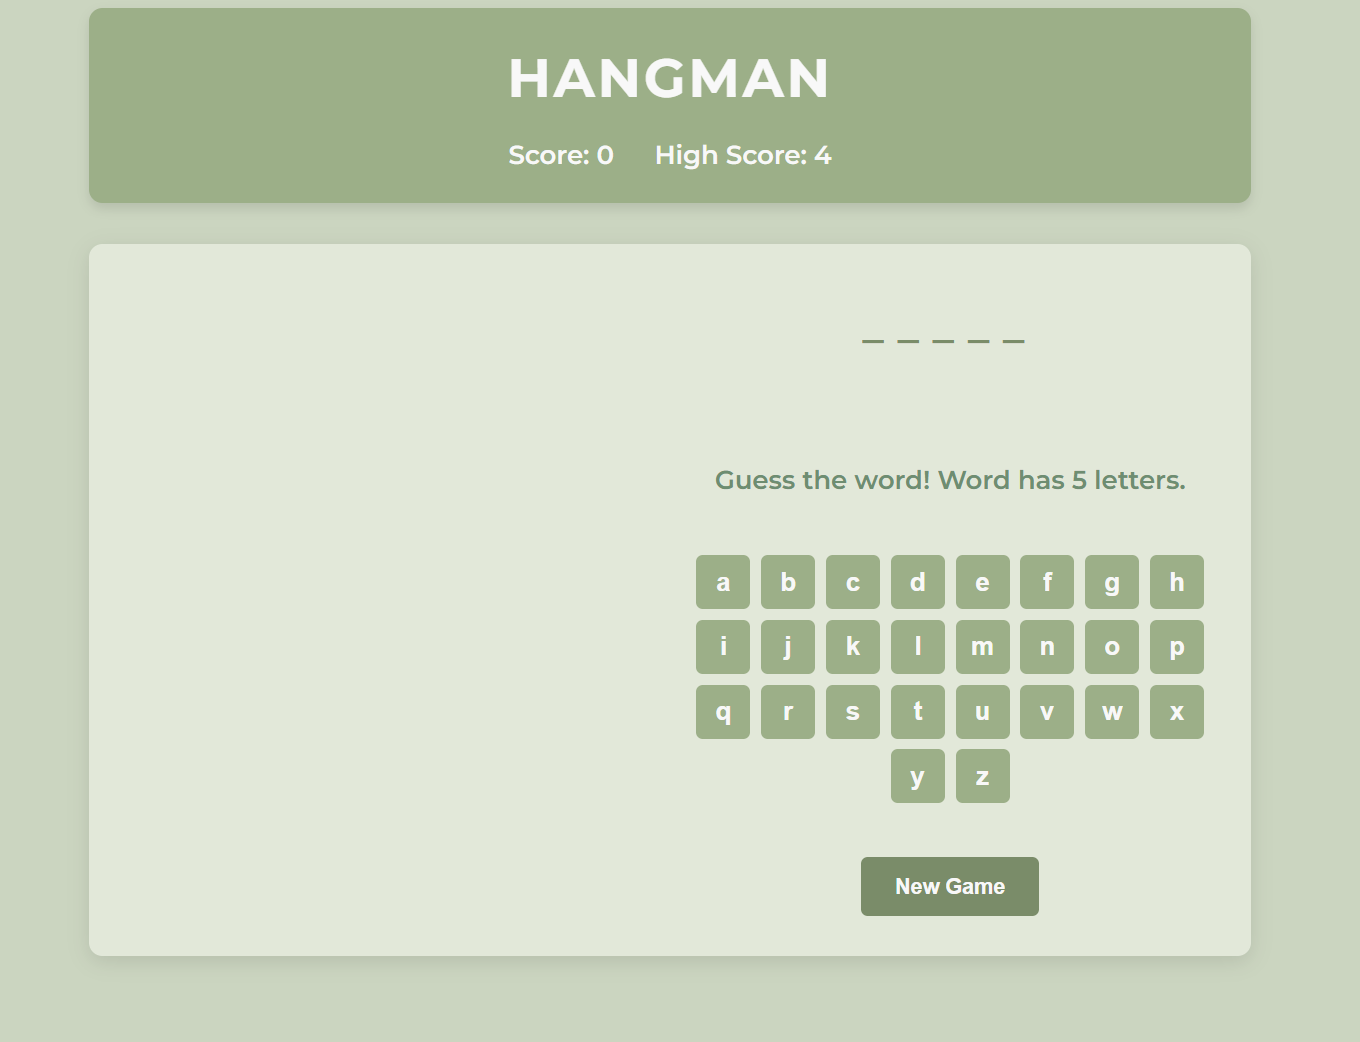 HANGMAN
Score: 0 High Score: 4
_ _ _ _ _
Guess the word! Word has 5 letters.
a b c d e f g h
i j k l m n o p
q r s t u v w x
y z
New Game